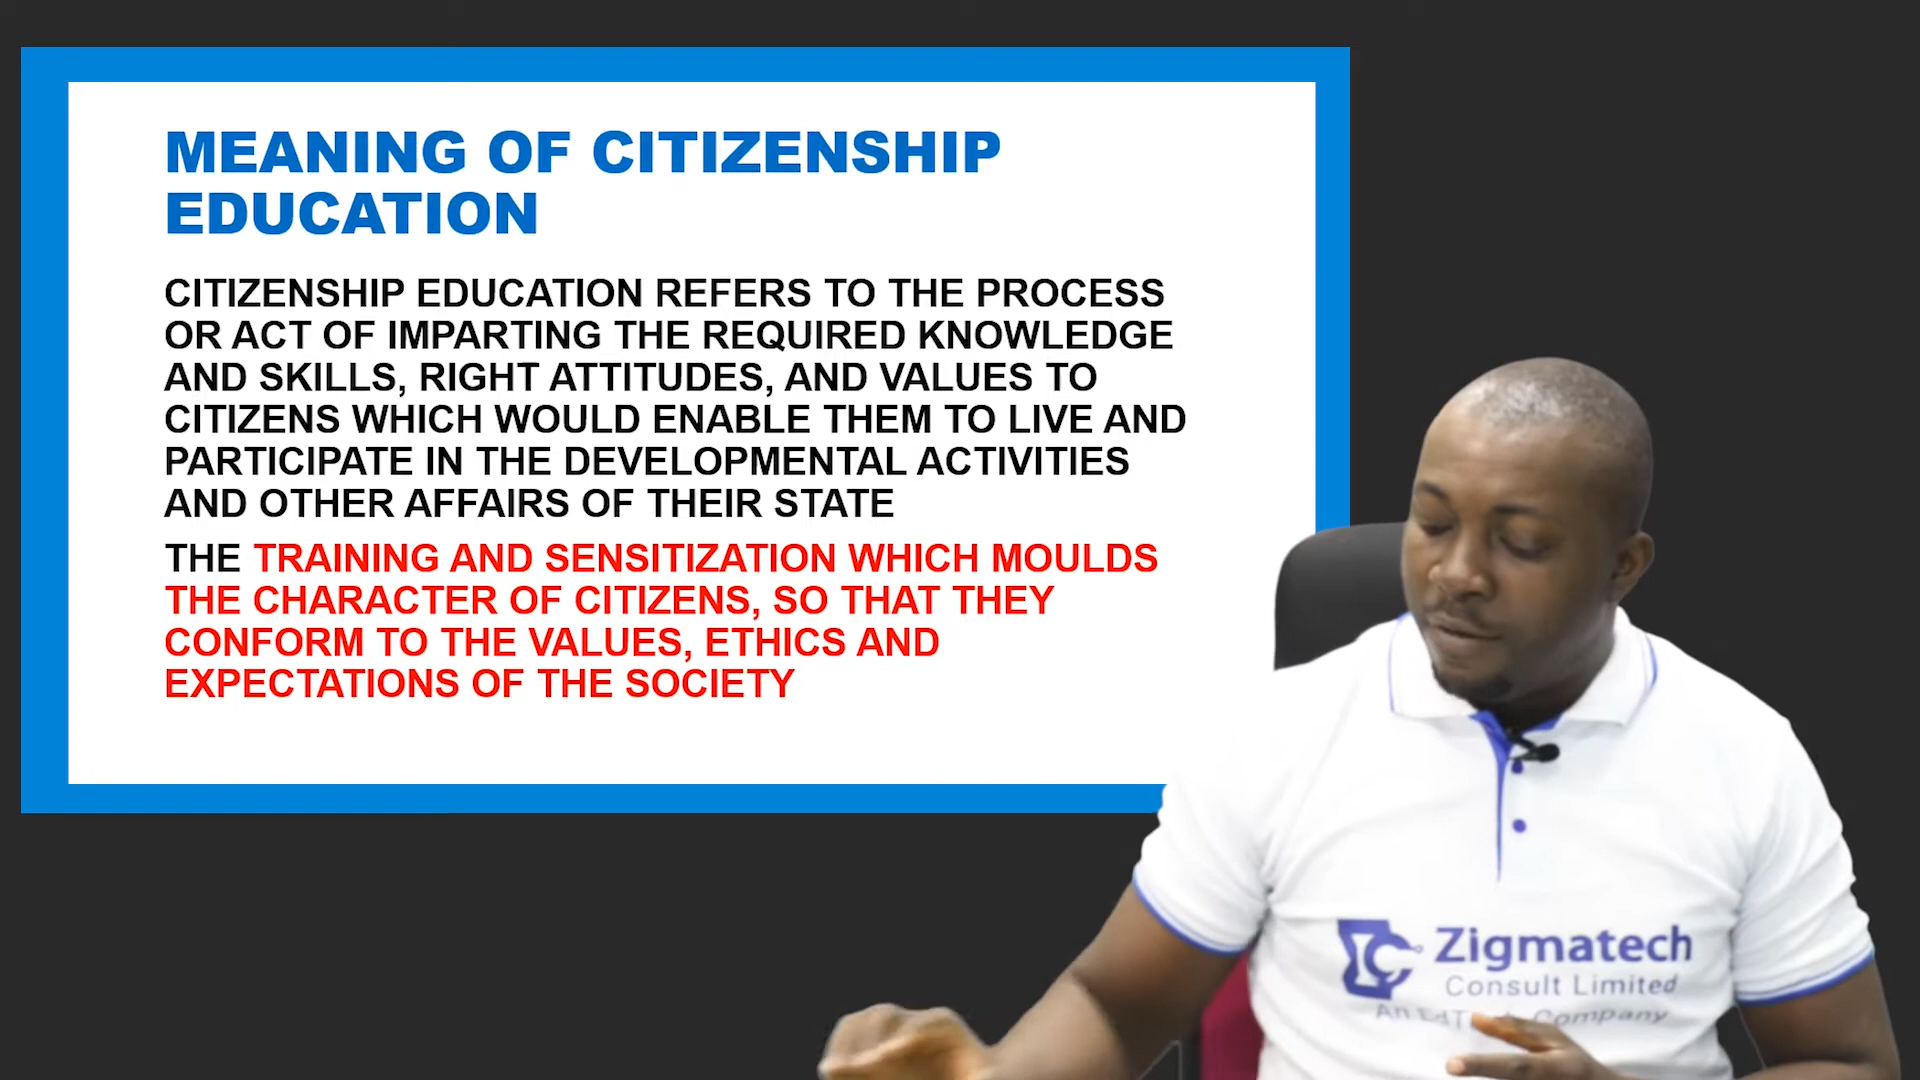 MEANING OF CITIZENSHIP
EDUCATION
CITIZENSHIP EDUCATION REFERS TO THE PROCESS
OR ACT OF IMPARTING THE REQUIRED KNOWLEDGE
AND SKILLS, RIGHT ATTITUDES, AND VALUES TO
CITIZENS WHICH WOULD ENABLE THEM TO LIVE AND
PARTICIPATE IN THE DEVELOPMENTAL ACTIVITIES
AND OTHER AFFAIRS OF THEIR STATE
THE TRAINING AND SENSITIZATION WHICH MOULDS
THE CHARACTER OF CITIZENS, SO THAT THEY
CONFORM TO THE VALUES, ETHICS AND
EXPECTATIONS OF THE SOCIETY
Zigmatech
Consult Limited
An EdTech Company